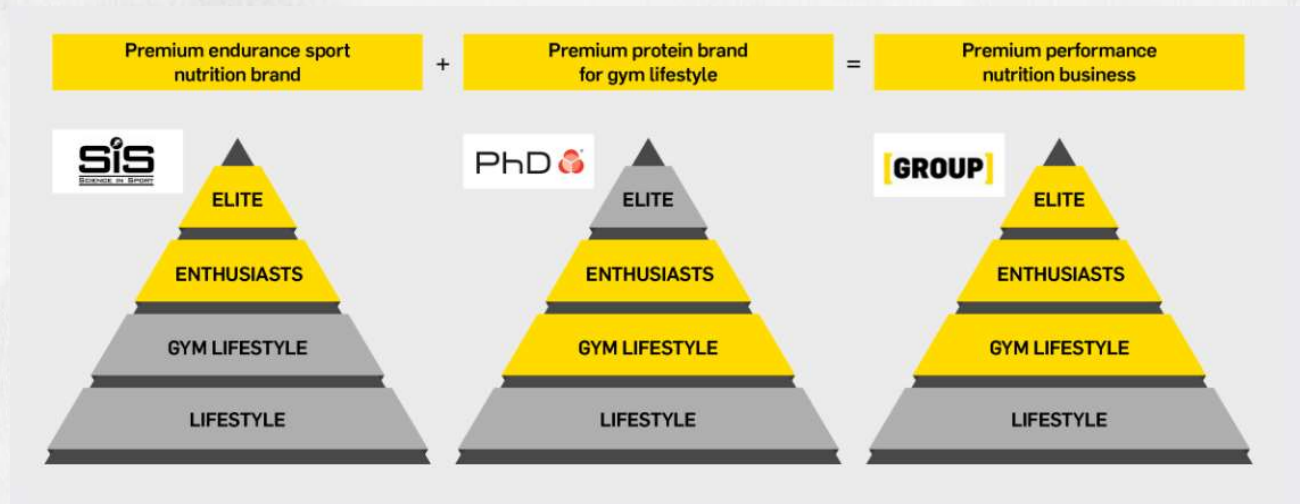 Premium endurance sport
nutrition brand
+
Premium protein brand
for gym lifestyle
=
Premium performance
nutrition business
SiS
SCIENCE IN SPORT
ELITE
ENTHUSIASTS
GYM LIFESTYLE
LIFESTYLE
PhD
ELITE
ENTHUSIASTS
GYM LIFESTYLE
LIFESTYLE
[GROUP]
ELITE
ENTHUSIASTS
GYM LIFESTYLE
LIFESTYLE